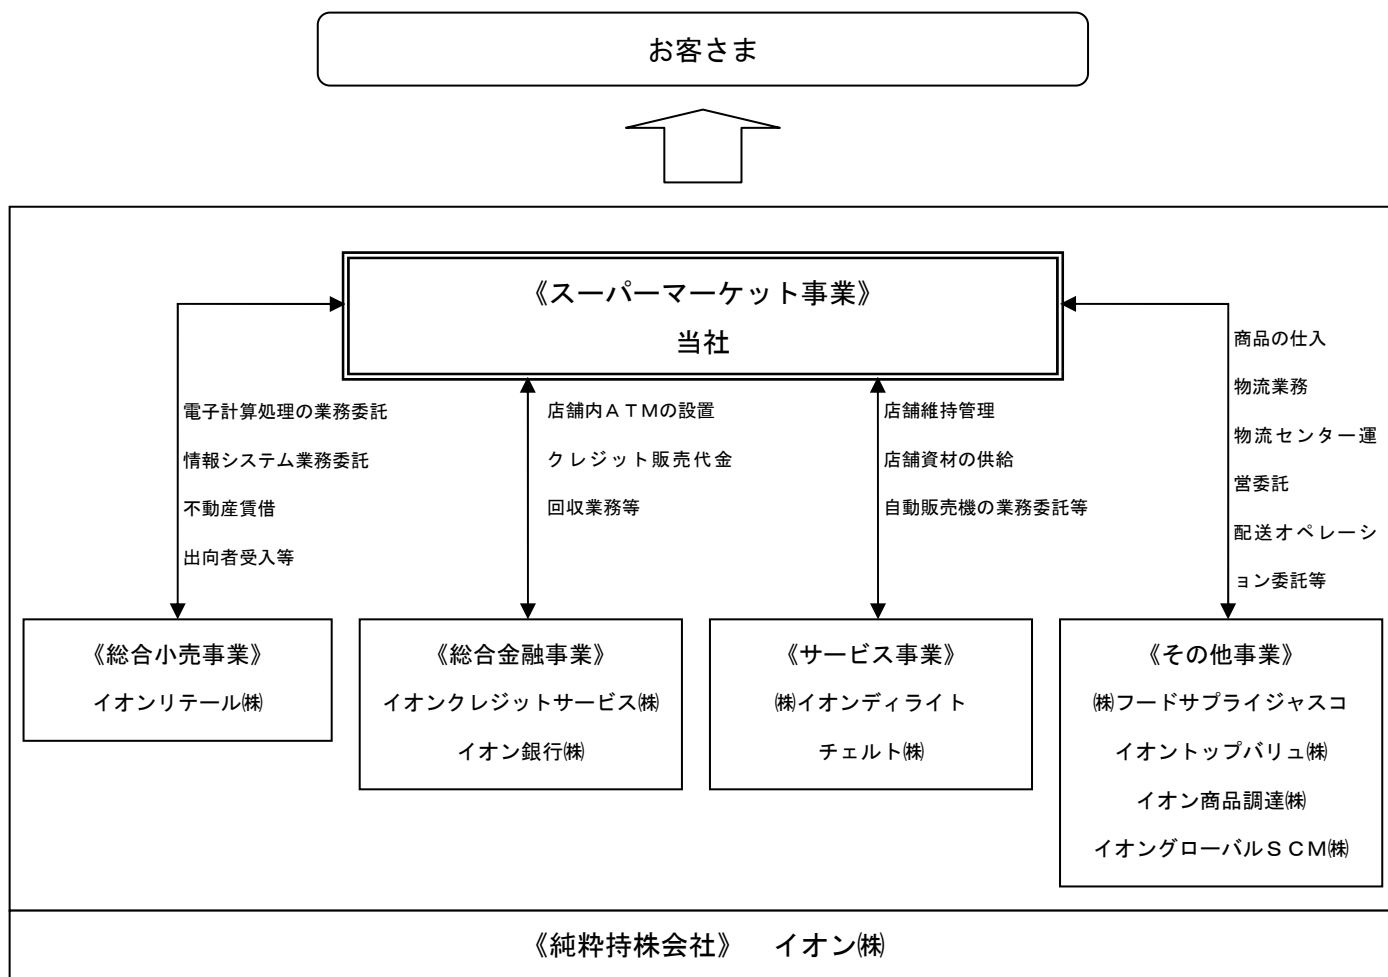 お客さま
《スーパーマーケット事業》
当社
電子計算処理の業務委託
情報システム業務委託
不動産賃借
出向者受入等
店舗内ＡＴＭの設置
クレジット販売代金
回収業務等
店舗維持管理
店舗資材の供給
自動販売機の業務委託等
商品の仕入
物流業務
物流センター運
営委託
配送オペレーシ
ョン委託等
《総合小売事業》
イオンリテール㈱
《総合金融事業》
イオンクレジットサービス㈱
イオン銀行㈱
《サービス事業》
㈱イオンディライト
チェルト㈱
《その他事業》
㈱フードサプライジャスコ
イオントップバリュ㈱
イオン商品調達㈱
イオングローバルＳＣＭ㈱
《純粋持株会社》　イオン㈱